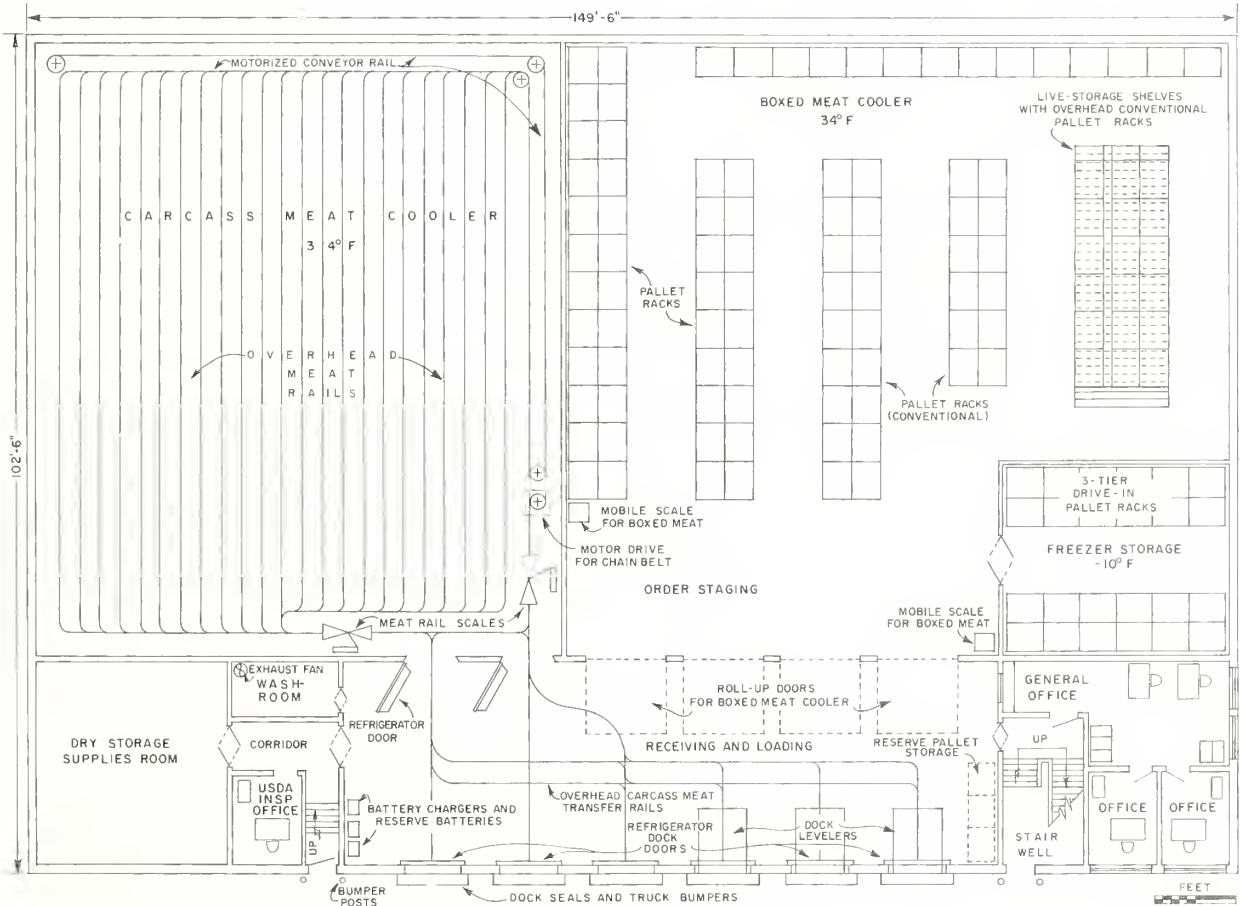 149'-6"
MOTORIZED CONVEYOR RAIL
BOXED MEAT COOLER
34° F
LIVE-STORAGE SHELVES
WITH OVERHEAD CONVENTIONAL
PALLET RACKS
CARCASS MEAT COOLER
34° F
PALLET
RACKS
OVERHEAD
MEAT
RAILS
PALLET RACKS
(CONVENTIONAL)
102'-6"
3-TIER
DRIVE-IN
PALLET RACKS
MOBILE SCALE
FOR BOXED MEAT
MOTOR DRIVE
FOR CHAIN BELT
FREEZER STORAGE
-10° F
ORDER STAGING
MEAT RAIL SCALES
MOBILE SCALE
FOR BOXED MEAT
EXHAUST FAN
WASH-
ROOM
REFRIGERATOR
DOOR
ROLL-UP DOORS
FOR BOXED MEAT COOLER
GENERAL
OFFICE
DRY STORAGE
SUPPLIES ROOM
CORRIDOR
RECEIVING AND LOADING
RESERVE PALLET
STORAGE
UP
USDA
INSP
OFFICE
UP
BATTERY CHARGERS AND
RESERVE BATTERIES
OVERHEAD CARCASS MEAT
TRANSFER RAILS
REFRIGERATOR
DOCK
DOORS
DOCK
LEVELERS
STAIR
WELL
OFFICE
OFFICE
BUMPER
POSTS
DOCK SEALS AND TRUCK BUMPERS
FEET